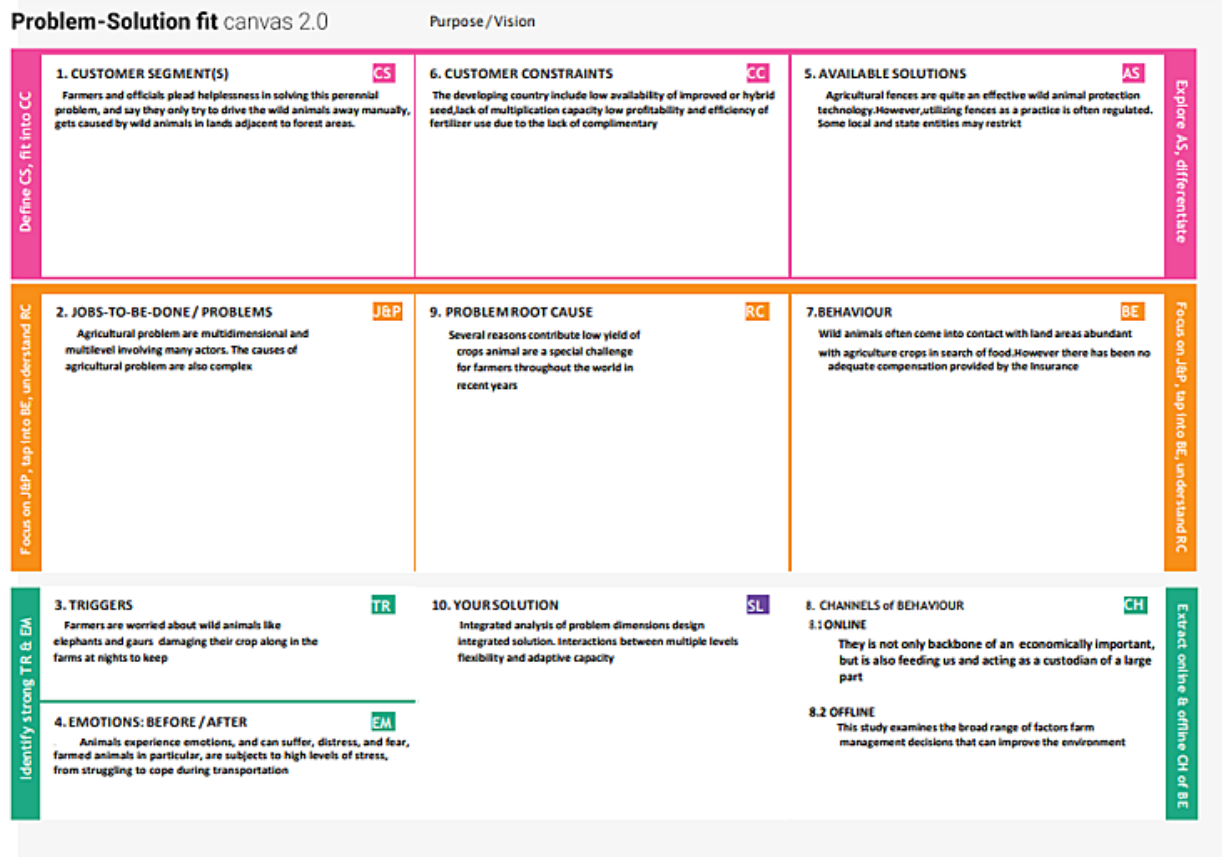 Problem-Solution fit canvas 2.0
Purpose/Vision
Define CS, fit into CC
1. CUSTOMER SEGMENT(S)
CS
Farmers and officials plead helplessness in solving this perennial
problem, and say they only try to drive the wild animals away manually,
gets caused by wild animals in lands adjacent to forest areas.
6. CUSTOMER CONSTRAINTS
CC
The developing country include low availability of improved or hybrid
seed,lack of multiplication capacity low profitability and efficiency of
fertilizer use due to the lack of complimentary
5. AVAILABLE SOLUTIONS
AS
Agricultural fences are quite an effective wild animal protection
technology.However,utilizing fences as a practice is often regulated.
Some local and state entities may restrict
Explore AS, differentiate
Focus on J&P, tap into BE, understand RC
2. JOBS-TO-BE-DONE / PROBLEMS
J&P
Agricultural problem are multidimensional and
multilevel involving many actors. The causes of
agricultural problem are also complex
9. PROBLEM ROOT CAUSE
RC
Several reasons contribute low yield of
crops animal are a special challenge
for farmers throughout the world in
recent years
7.BEHAVIOUR
BE
Wild animals often come into contact with land areas abundant
with agriculture crops in search of food.However there has been no
adequate compensation provided by the Insurance
Focus on J&P, tap into BE, understand RC
Identify strong TR & EM
3. TRIGGERS
TR
Farmers are worried about wild animals like
elephants and gaurs damaging their crop along in the
farms at nights to keep
4. EMOTIONS: BEFORE / AFTER
EM
Animals experience emotions, and can suffer, distress, and fear,
farmed animals in particular, are subjects to high levels of stress,
from struggling to cope during transportation
10. YOUR SOLUTION
SL
Integrated analysis of problem dimensions design
integrated solution. Interactions between multiple levels
flexibility and adaptive capacity
8. CHANNELS of BEHAVIOUR
CH
8.1 ONLINE
They is not only backbone of an economically important,
but is also feeding us and acting as a custodian of a large
part
8.2 OFFLINE
This study examines the broad range of factors farm
management decisions that can improve the environment
Extract online & offline CH of BE